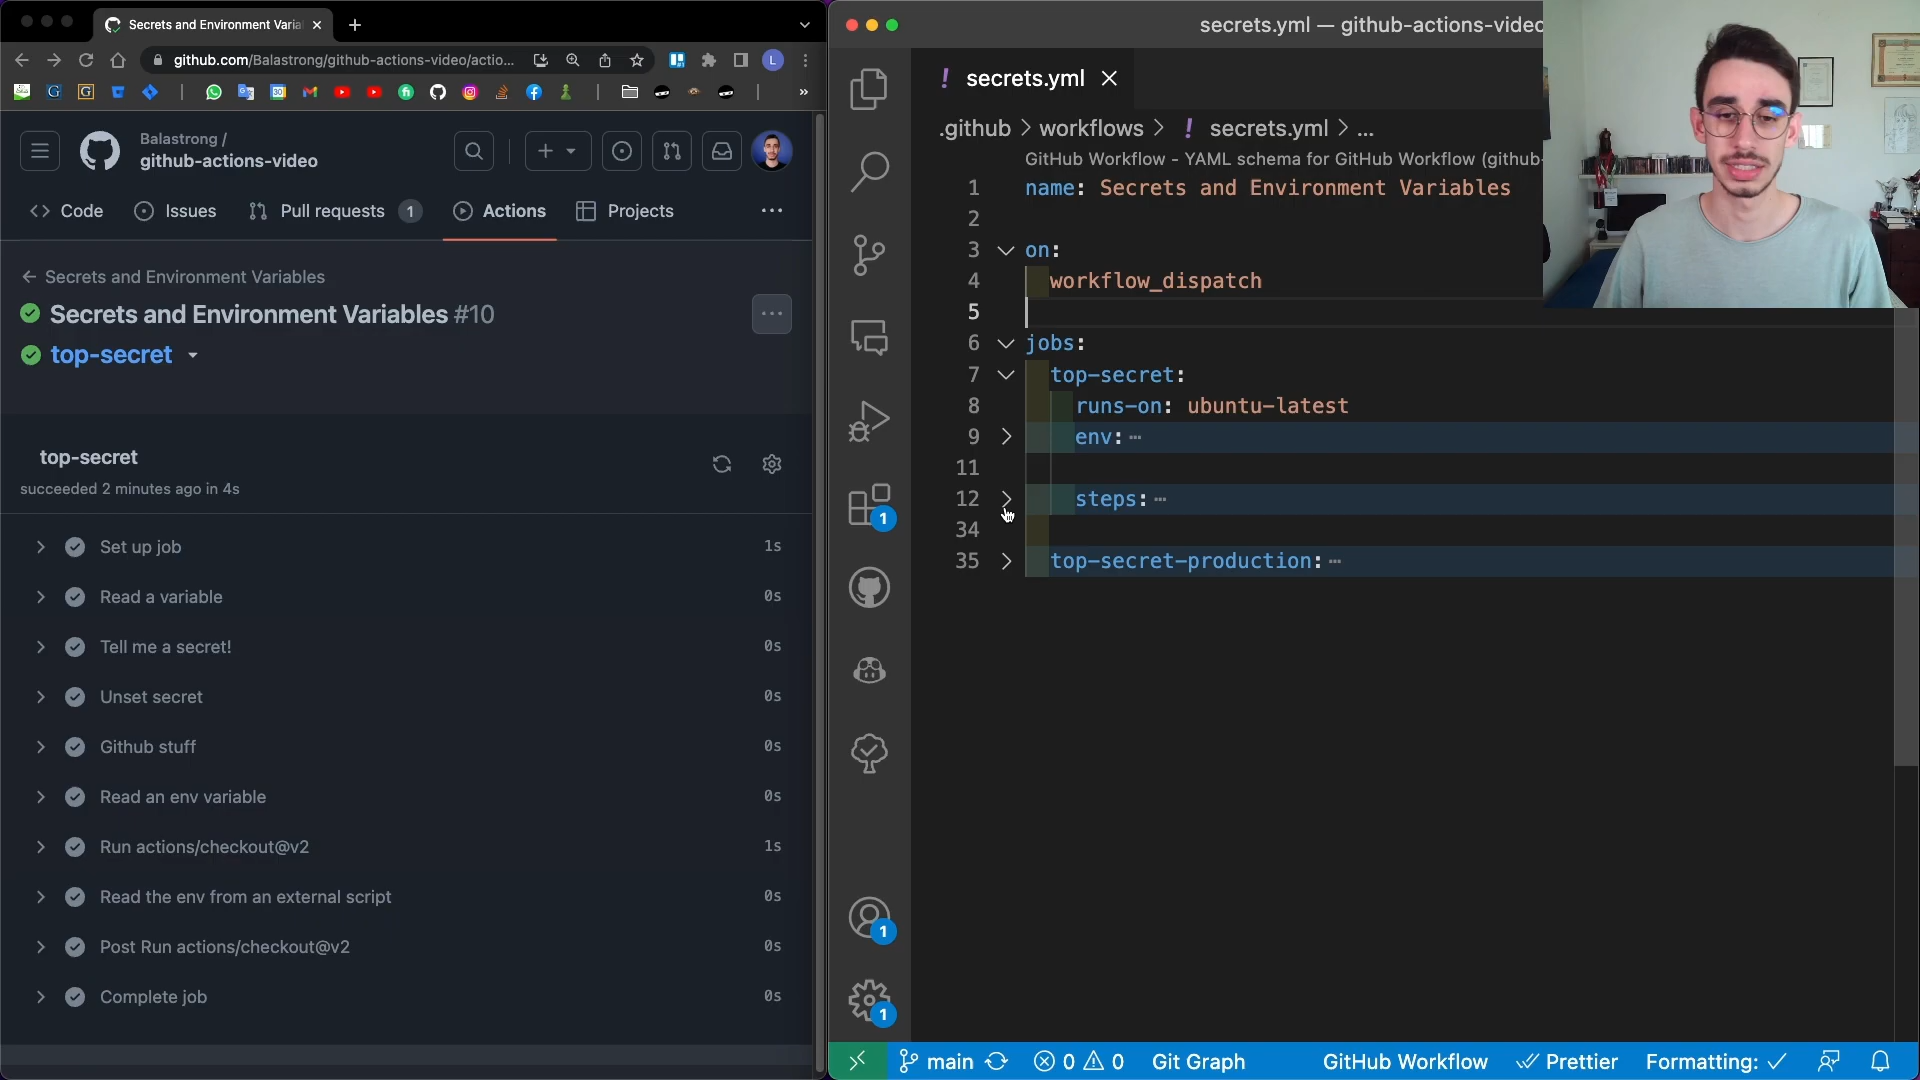 Secrets and Environment Varia
github.com/Balastrong/github-actions-video/actio...
L
Balastrong /
github-actions-video
Code
Issues
Pull requests 1
Actions
Projects
Secrets and Environment Variables
Secrets and Environment Variables #10
top-secret
top-secret
succeeded 2 minutes ago in 4s
Set up job 1s
Read a variable 0s
Tell me a secret! 0s
Unset secret 0s
Github stuff 0s
Read an env variable 0s
Run actions/checkout@v2 1s
Read the env from an external script 0s
Post Run actions/checkout@v2 0s
Complete job 0s
secrets.yml — github-actions-video
! secrets.yml
.github > workflows > ! secrets.yml > ...
GitHub Workflow - YAML schema for GitHub Workflow (github-
1 name: Secrets and Environment Variables
2
3 on:
4 workflow_dispatch
5
6 jobs:
7 top-secret:
8 runs-on: ubuntu-latest
9 env: ...
11
12 steps: ...
34
35 top-secret-production: ...
1
1
1
main 0 0 Git Graph GitHub Workflow Prettier Formatting: ✓